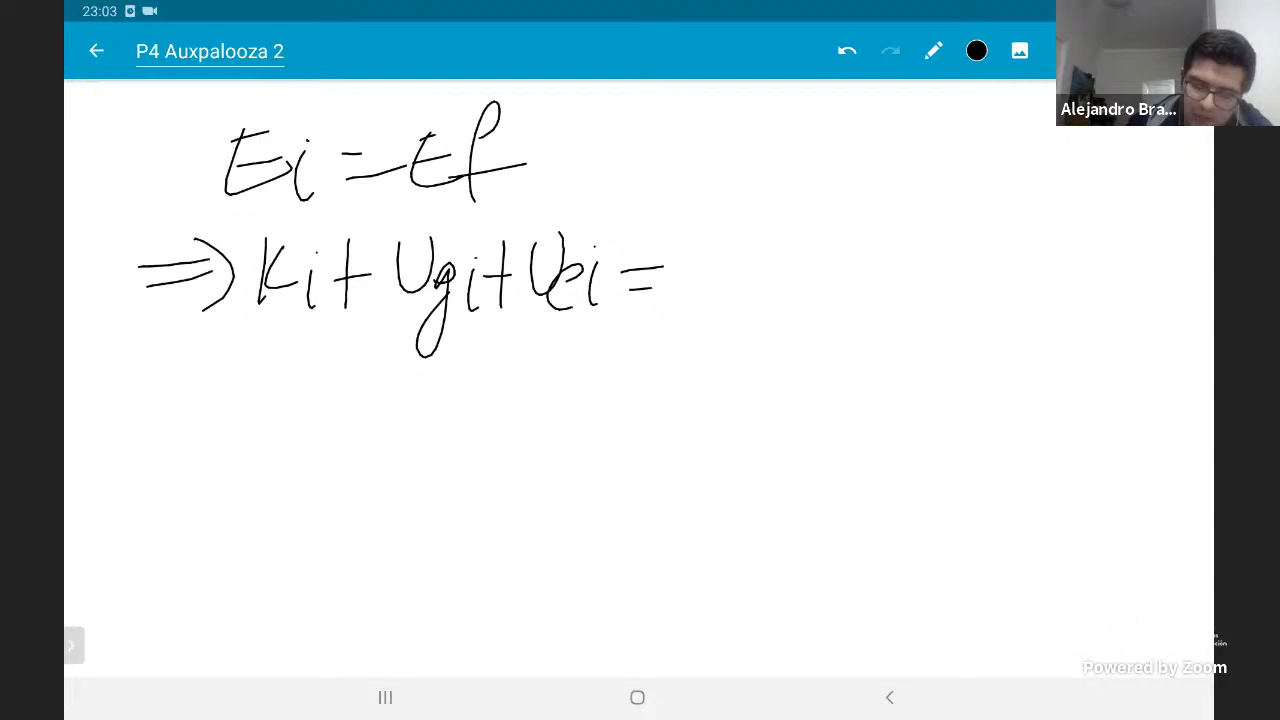 23:03
P4 Auxpalooza 2
Alejandro Bra...
Ei = Ef
⇒ Ki + Ugi + Uei =
Powered by Zoom